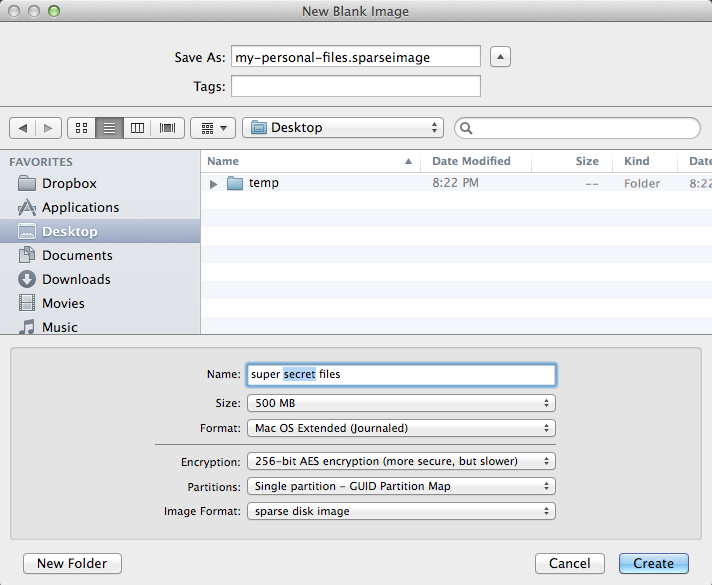 New Blank Image
Save As: my-personal-files.sparseimage
Tags:
Desktop
FAVORITES
Dropbox
Applications
Desktop
Documents
Downloads
Movies
Music
Name Date Modified Size Kind Date
temp 8:22 PM -- Folder 8:22
Name: super secret files
Size: 500 MB
Format: Mac OS Extended (Journaled)
Encryption: 256-bit AES encryption (more secure, but slower)
Partitions: Single partition – GUID Partition Map
Image Format: sparse disk image
New Folder Cancel Create